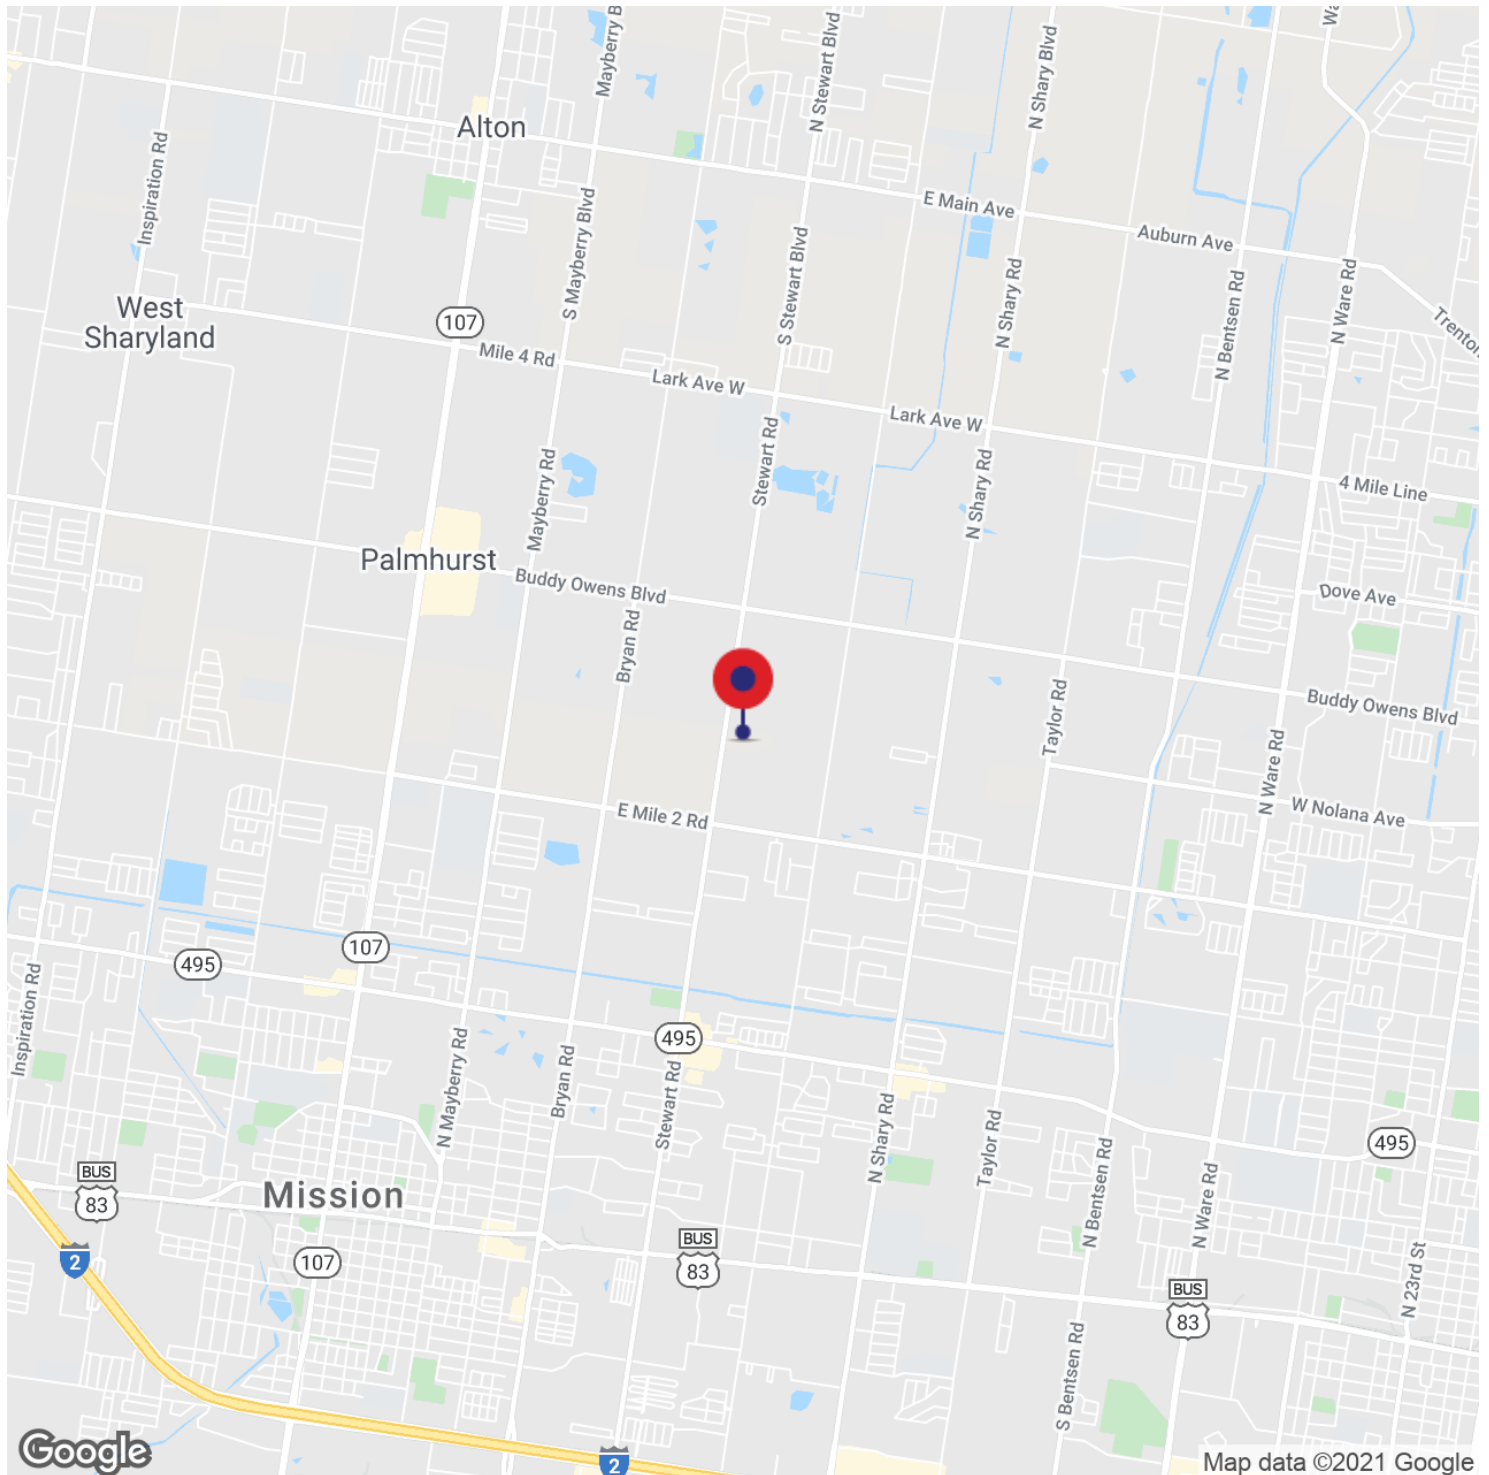 Mayberry B
N Stewart Blvd
N Shary Blvd
Wa
Alton
Inspiration Rd
E Main Ave
Auburn Ave
S Mayberry Blvd
S Stewart Blvd
N Shary Rd
N Bentsen Rd
N Ware Rd
West
Sharyland
107
Trenton
Mile 4 Rd
Lark Ave W
Lark Ave W
Mayberry Rd
Stewart Rd
N Shary Rd
4 Mile Line
Palmhurst
Buddy Owens Blvd
Dove Ave
Bryan Rd
Taylor Rd
Buddy Owens Blvd
N Ware Rd
E Mile 2 Rd
W Nolana Ave
107
495
Inspiration Rd
495
N Mayberry Rd
Bryan Rd
Stewart Rd
N Shary Rd
Taylor Rd
N Bentsen Rd
495
BUS
83
Mission
N Ware Rd
2
107
BUS
83
BUS
83
N 23rd St
S Bentsen Rd
2
Google
Map data ©2021 Google